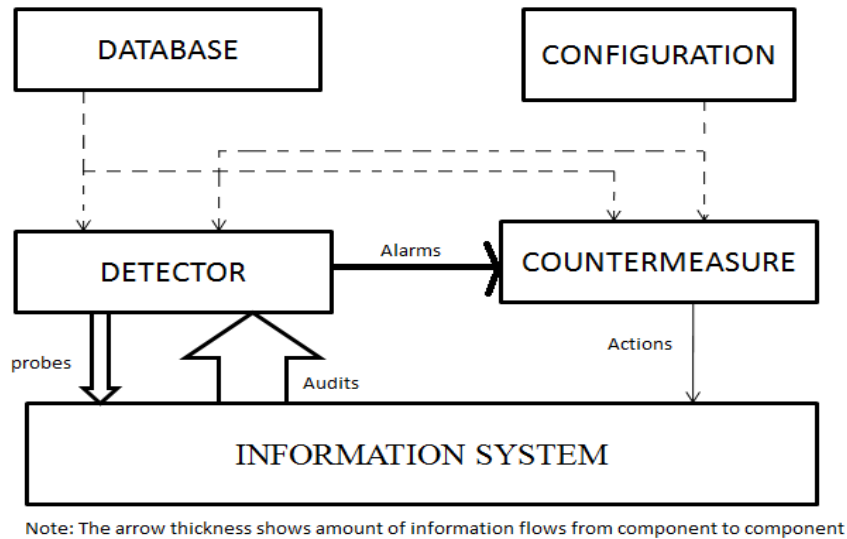 DATABASE
CONFIGURATION
DETECTOR
Alarms
COUNTERMEASURE
probes
Audits
Actions
INFORMATION SYSTEM
Note: The arrow thickness shows amount of information flows from component to component